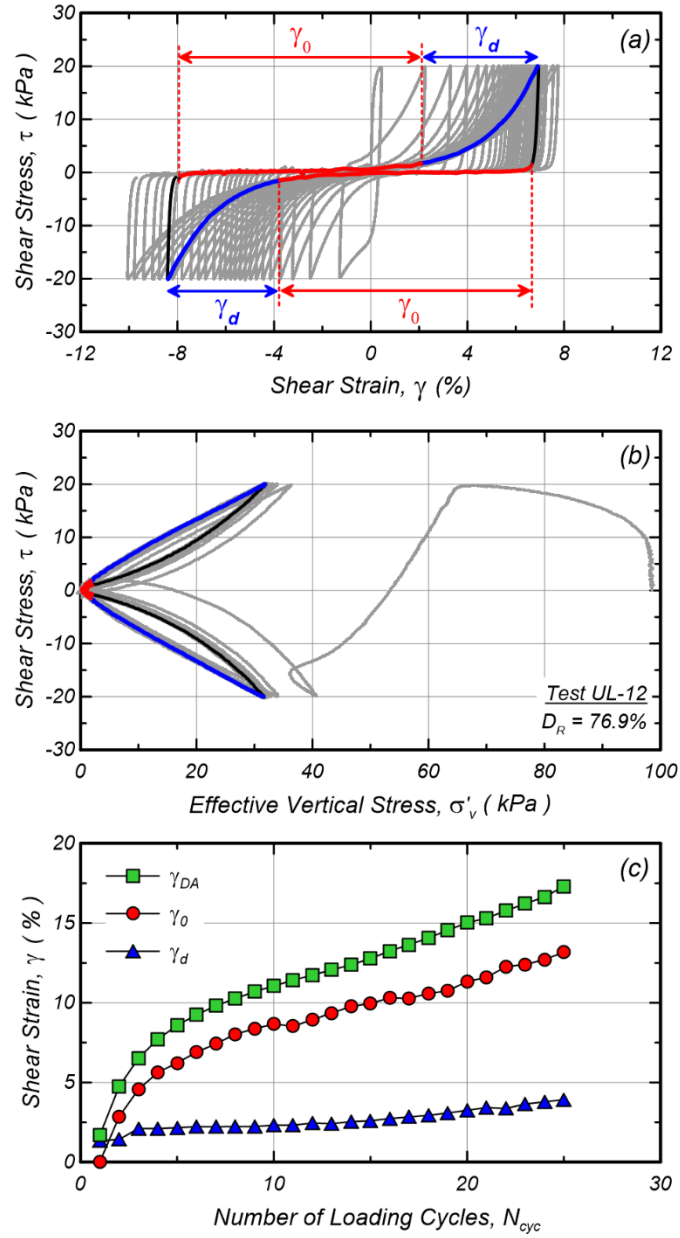 30
20
10
0
-10
-20
-30
Shear Stress, τ ( kPa )
(a)
γ0
γd
γd
γ0
-12 -8 -4 0 4 8 12
Shear Strain, γ (%)
30
20
10
0
-10
-20
-30
Shear Stress, τ ( kPa )
(b)
Test UL-12
DR = 76.9%
0 20 40 60 80 100
Effective Vertical Stress, σ'v ( kPa )
20
15
10
5
0
Shear Strain, γ ( % )
(c)
γDA
γ0
γd
0 10 20 30
Number of Loading Cycles, Ncyc